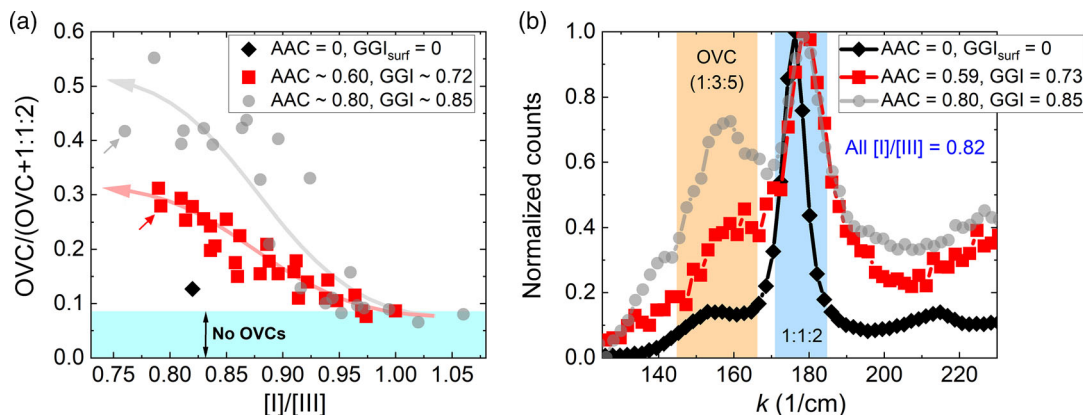 (a)
0.6
0.5
0.4
0.3
0.2
0.1
0.0
OVC/(OVC+1:1:2)
AAC = 0, GGIsurf = 0
AAC ~ 0.60, GGI ~ 0.72
AAC ~ 0.80, GGI ~ 0.85
No OVCs
0.75 0.80 0.85 0.90 0.95 1.00 1.05
[I]/[III]
(b)
1.0
0.8
0.6
0.4
0.2
0.0
Normalized counts
OVC
(1:3:5)
AAC = 0, GGIsurf = 0
AAC = 0.59, GGI = 0.73
AAC = 0.80, GGI = 0.85
All [I]/[III] = 0.82
1:1:2
140 160 180 200 220
k (1/cm)